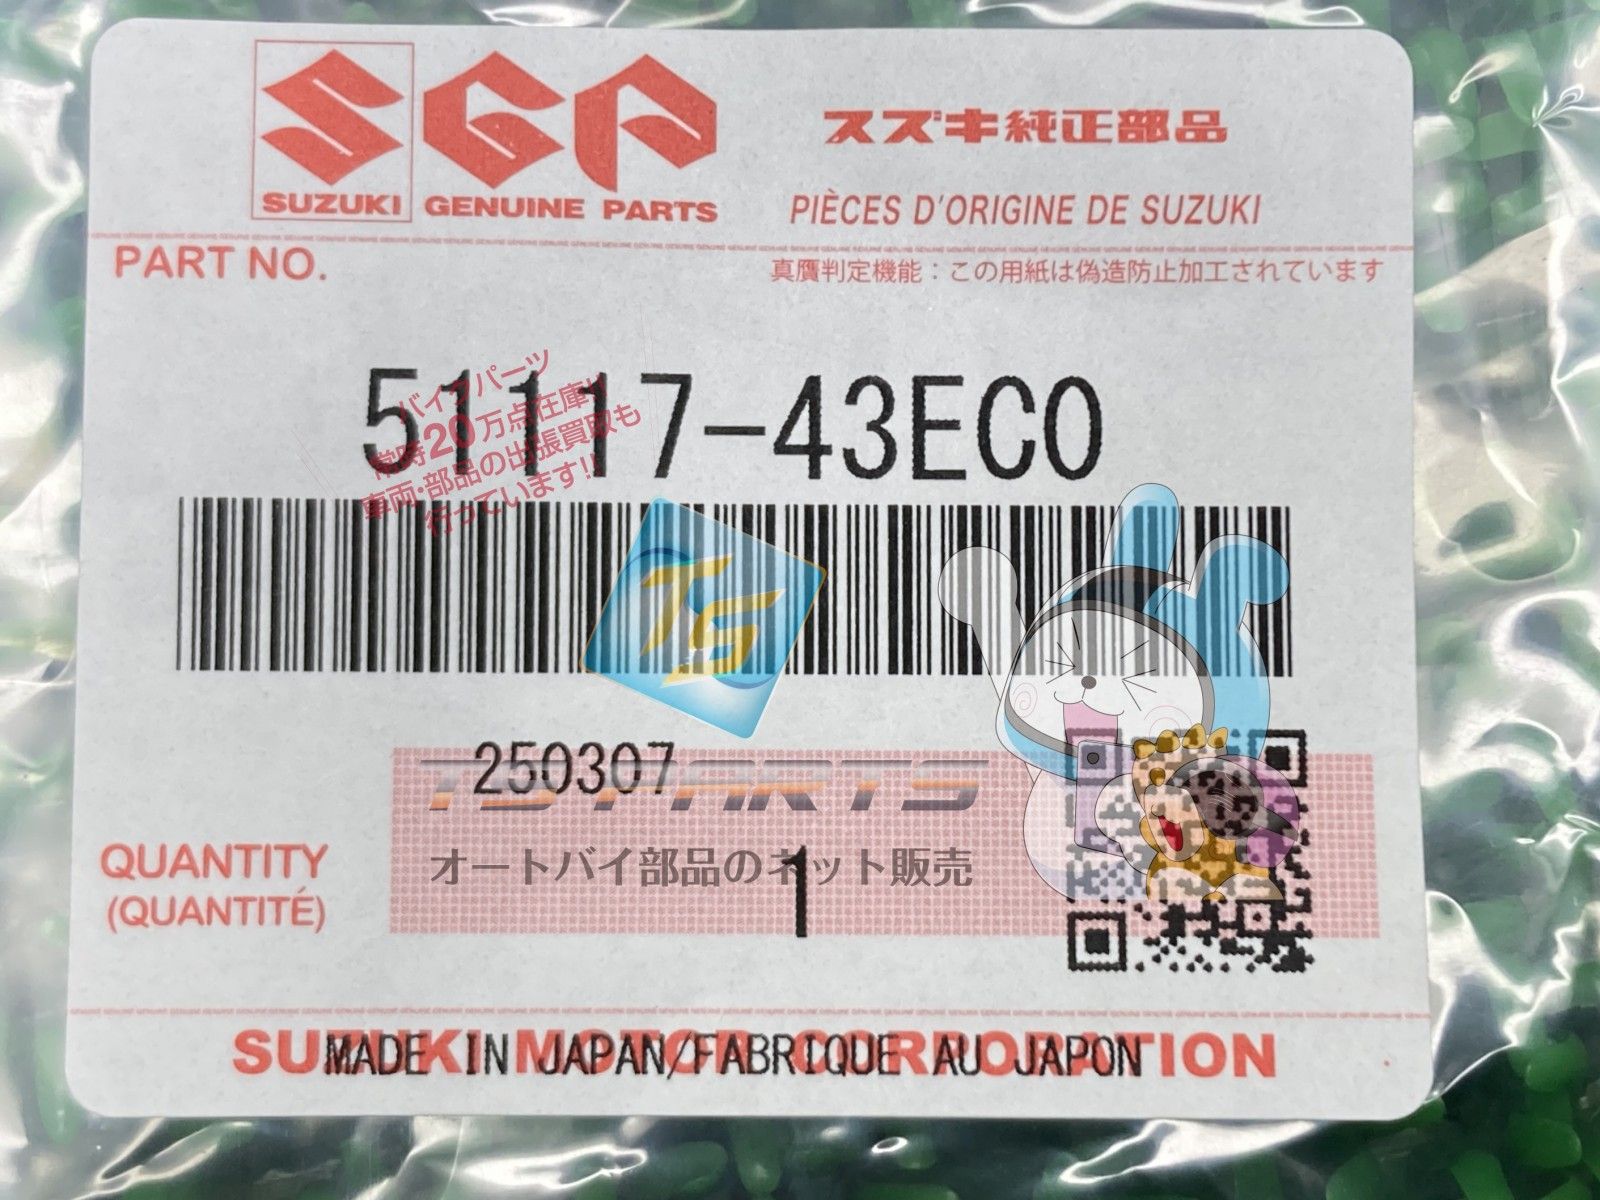 SUZUKI GENUINE PARTS
スズキ純正部品
PIÈCES D'ORIGINE DE SUZUKI
PART NO.
真贋判定機能：この用紙は偽造防止加工されています
51117-43EC0
バイクパーツ
常時20万点在庫!!
車両・部品の出張買取も
行っています!!
TS
250307
TS PARTS
オートバイ部品のネット販売
QUANTITY
(QUANTITÉ)
1
SUZUKI MOTOR CORPORATION
MADE IN JAPAN/FABRIQUE AU JAPON